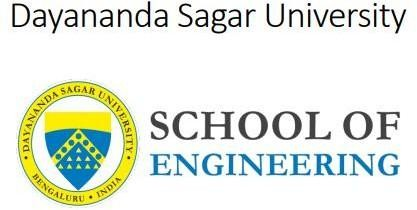 Dayananda Sagar University
DAYANANDA SAGAR UNIVERSITY
BENGALURU • INDIA
SCHOOL OF
ENGINEERING